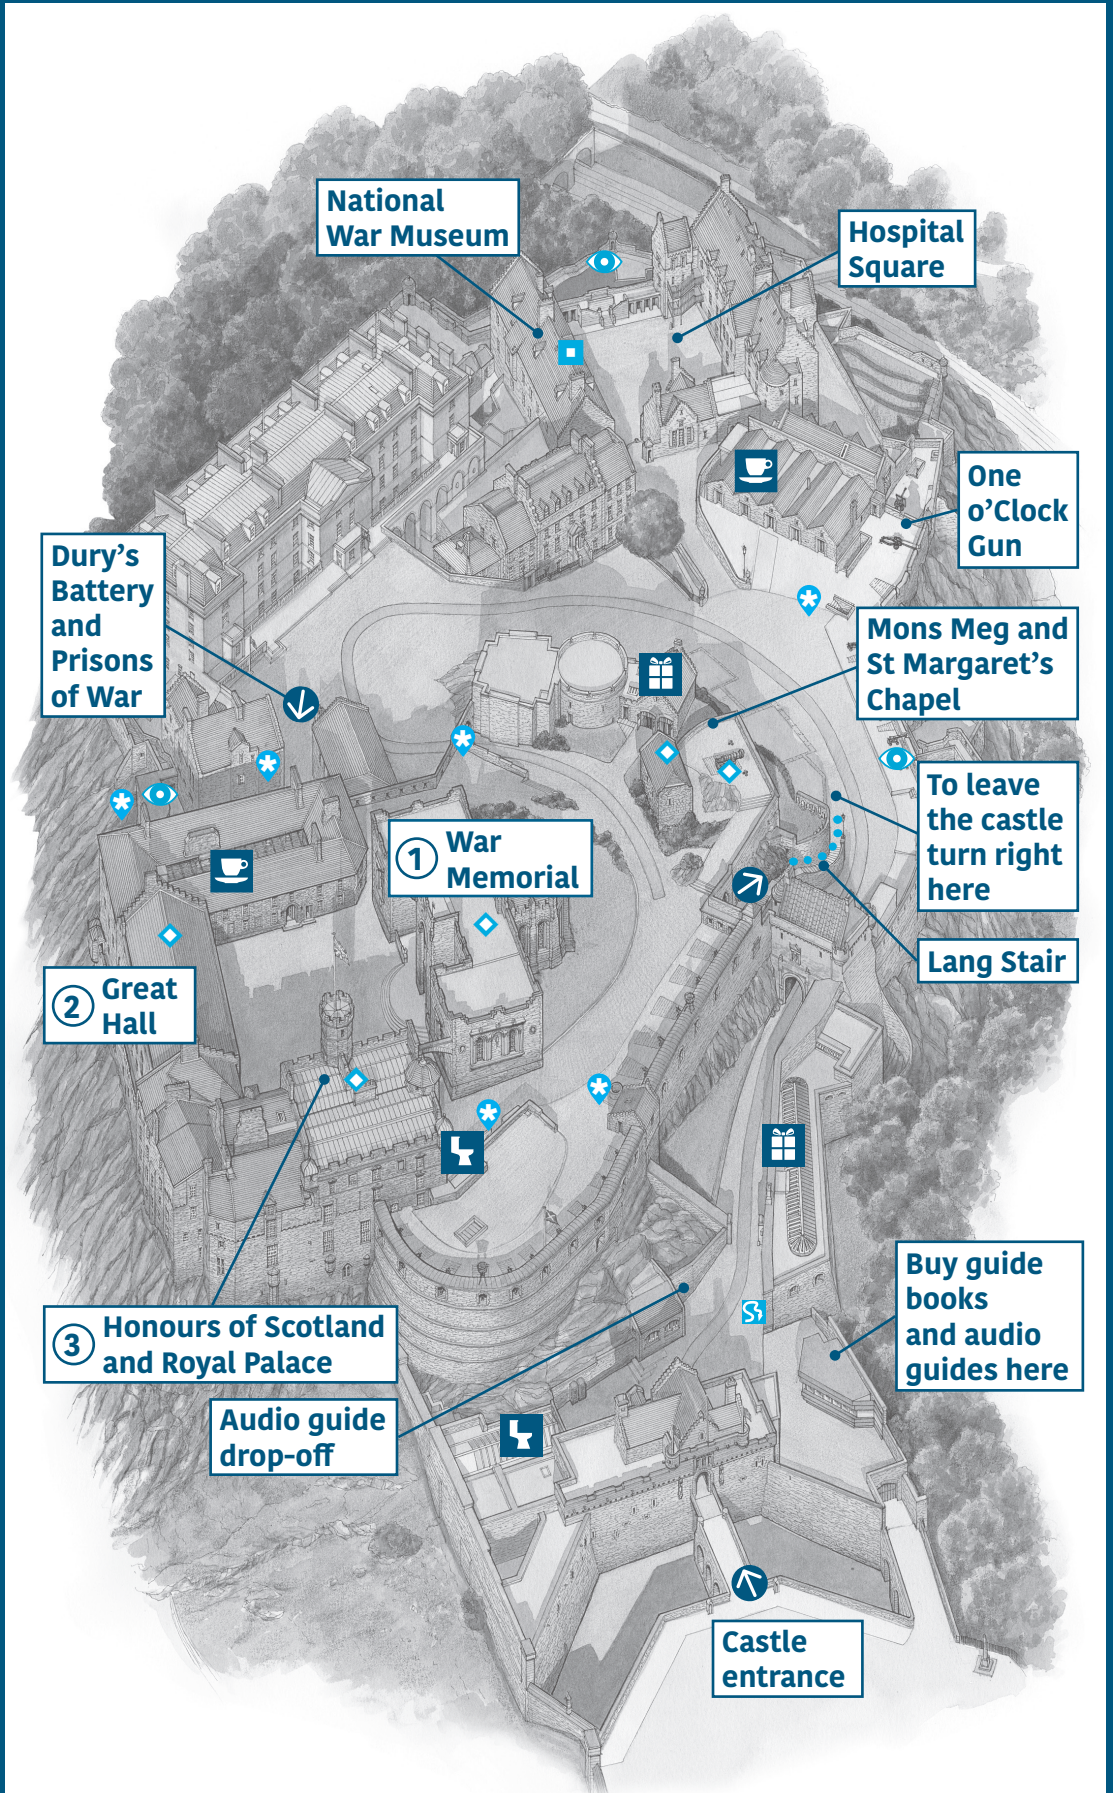 National
War Museum
Hospital
Square
One
o’Clock
Gun
Dury’s
Battery
and
Prisons
of War
Mons Meg and
St Margaret’s
Chapel
To leave
the castle
turn right
here
1 War
Memorial
Lang Stair
2 Great
Hall
Buy guide
books
and audio
guides here
3 Honours of Scotland
and Royal Palace
Audio guide
drop-off
Castle
entrance